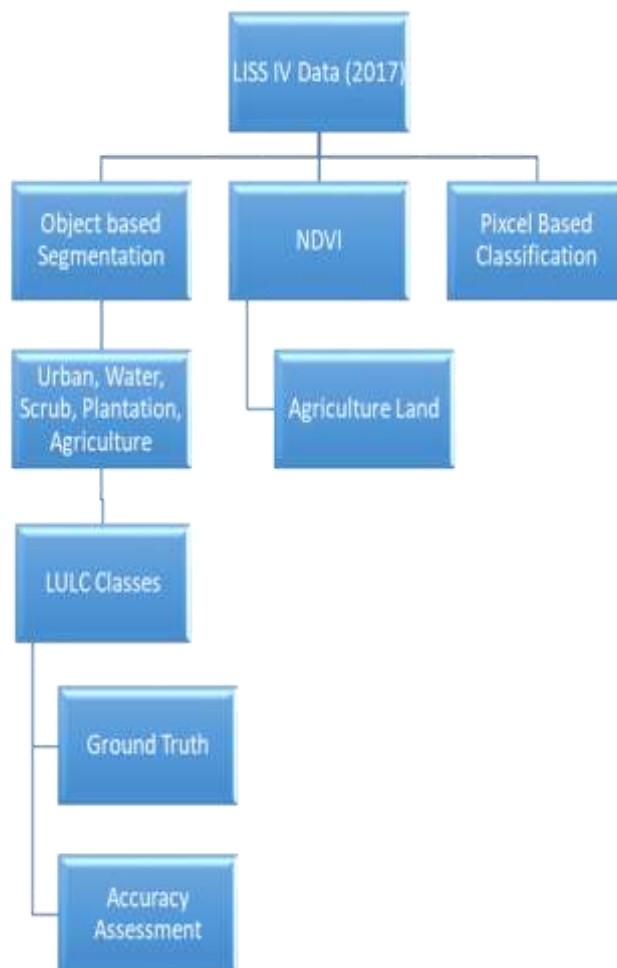 LISS IV Data (2017)
Object based
Segmentation
NDVI
Pixcel Based
Classification
Urban, Water,
Scrub, Plantation,
Agriculture
Agriculture Land
LULC Classes
Ground Truth
Accuracy
Assessment